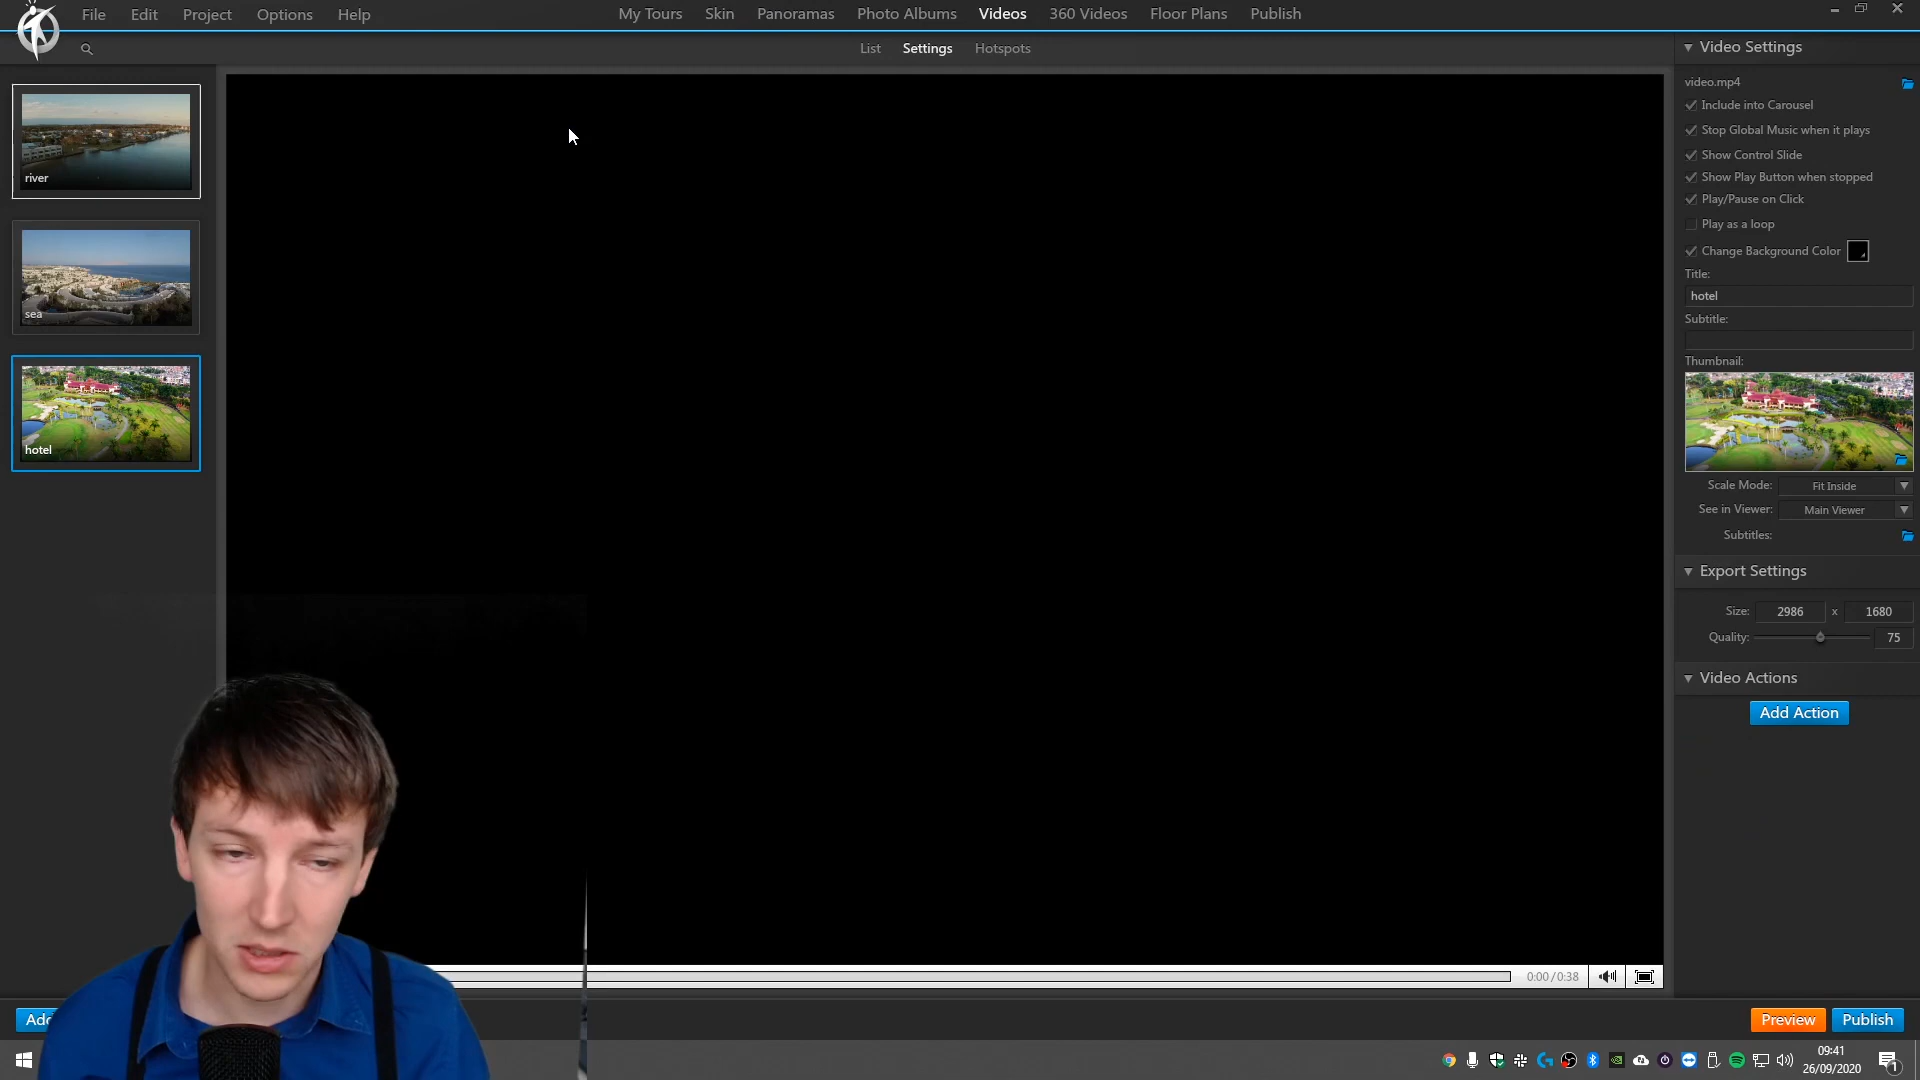 File Edit Project Options Help
My Tours Skin Panoramas Photo Albums Videos 360 Videos Floor Plans Publish
List Settings Hotspots
river
sea
hotel
Video Settings
video.mp4
Include into Carousel
Stop Global Music when it plays
Show Control Slide
Show Play Button when stopped
Play/Pause on Click
Play as a loop
Change Background Color
Title:
hotel
Subtitle:
Thumbnail:
Scale Mode: Fit Inside
See in Viewer: Main Viewer
Subtitles:
Export Settings
Size: 2986 x 1680
Quality: 75
Video Actions
Add Action
0:00/0:38
Add
Preview Publish
09:41
26/09/2020
1